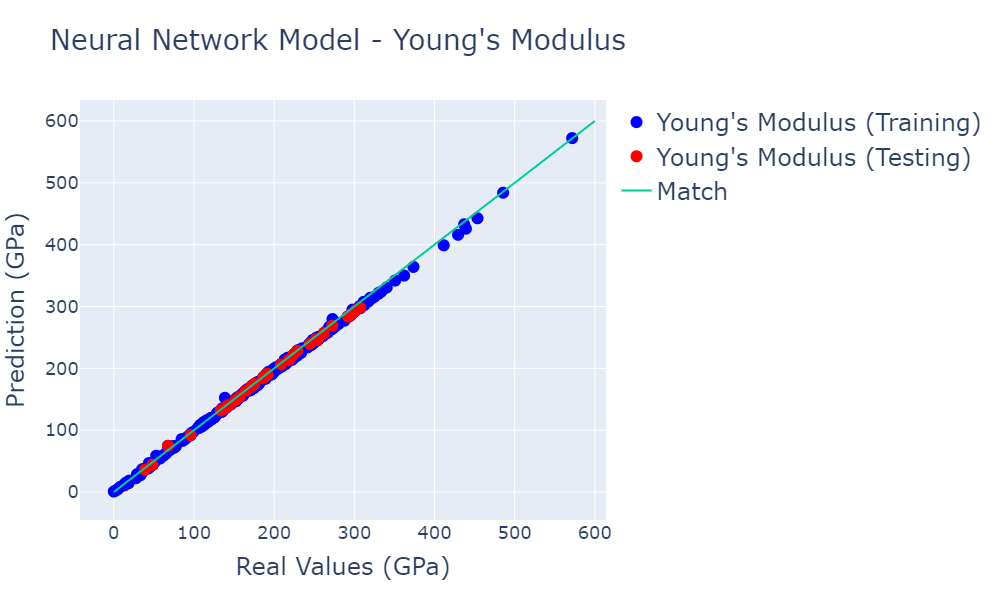 Neural Network Model - Young's Modulus
Young's Modulus (Training)
Young's Modulus (Testing)
Match
Prediction (GPa)
600
500
400
300
200
100
0
0 100 200 300 400 500 600
Real Values (GPa)